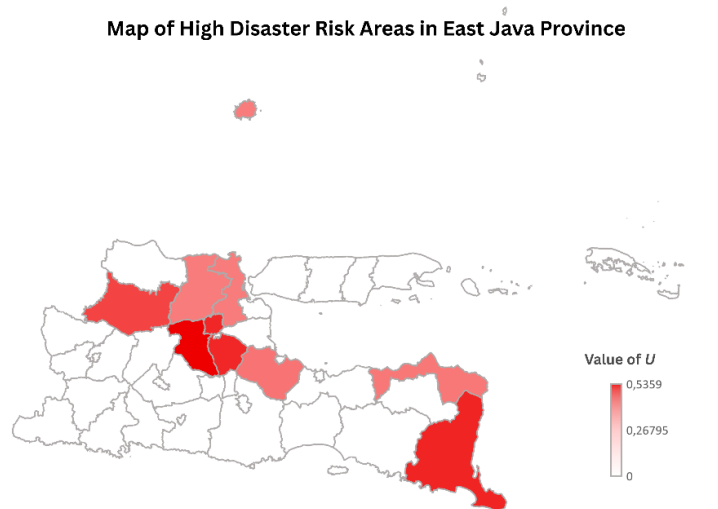 Map of High Disaster Risk Areas in East Java Province
Value of U
0,5359
0,26795
0